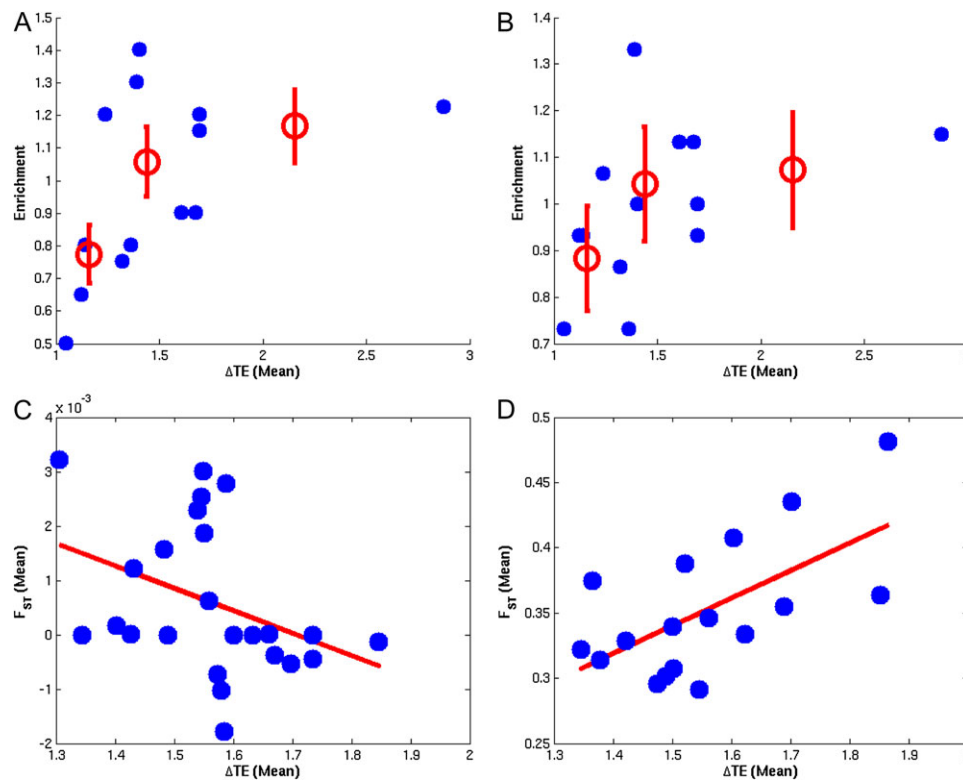 A
1.5
1.4
1.3
1.2
1.1
1
0.9
0.8
0.7
0.6
0.5
Enrichment
1 1.5 2 2.5 3
ΔTE (Mean)
B
1.4
1.3
1.2
1.1
1
0.9
0.8
0.7
Enrichment
1 1.5 2 2.5
ΔTE (Mean)
C
x 10⁻³
4
3
2
1
0
-1
-2
F_ST (Mean)
1.3 1.4 1.5 1.6 1.7 1.8 1.9 2
ΔTE (Mean)
D
0.5
0.45
0.4
0.35
0.3
0.25
F_ST (Mean)
1.3 1.4 1.5 1.6 1.7 1.8 1.9
ΔTE (Mean)